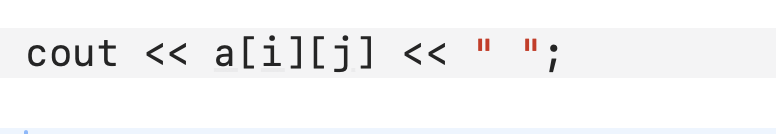 cout << a[i][j] << " ";